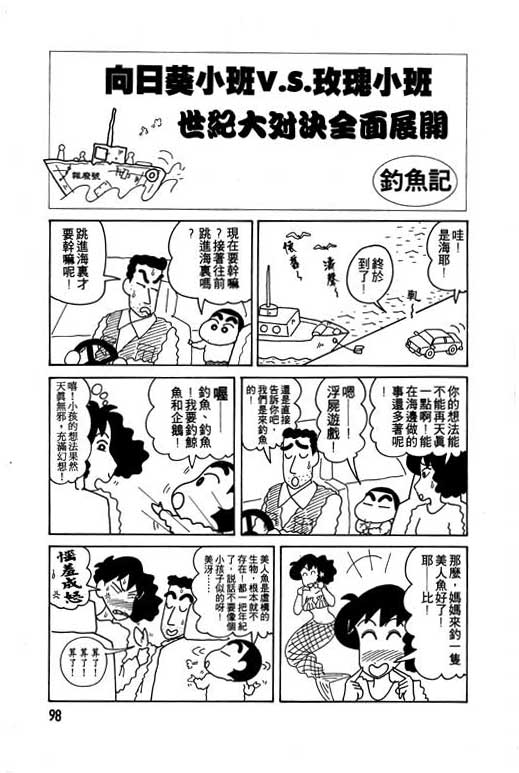 向日葵小班V.S.玫瑰小班
世紀大対決全面展開
釣魚記
哇！
是海耶！
終於
到了！
軋
現在要幹嘛
？接著往前
跳進海裏嗎
？
跳進海裏才
要幹嘛呢！
你的想法能
不能再天真
一點啊！能
在海邊做的
事還多著呢
！
嗯——！
浮屍遊戲！
還是直接
告訴你吧，
我們是來釣魚
的！
喔——！
釣魚、釣魚
！我要釣鯨
魚和企鵝！
嘻！小孩的想法果然
天真無邪，充滿幻想！
那麼，媽媽來釣一隻
美人魚好了！
耶——比！
美人魚是虛構的
生物，根本就不
存在！都一把年紀
了，說話不要像個
小孩子似的呀！
美冴…
惱羞成怒
算了！
算了！
算了！
98